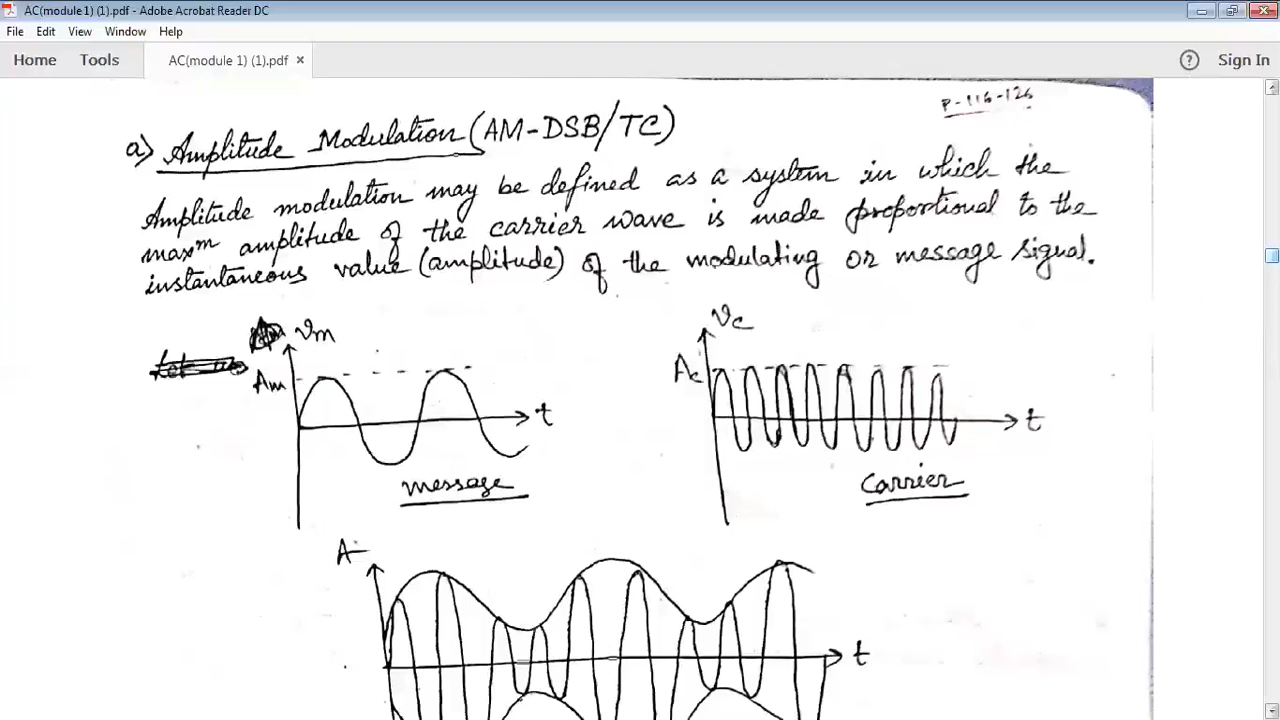 AC(module 1) (1).pdf - Adobe Acrobat Reader DC
File Edit View Window Help
Home Tools AC(module 1) (1).pdf × ? Sign In
P-116-126
a) Amplitude Modulation (AM-DSB/TC)
Amplitude modulation may be defined as a system in which the
maxᵐ amplitude of the carrier wave is made proportional to the
instantaneous value (amplitude) of the modulating or message signal.
Vm
Am
t
message
Vc
Ac
t
Carrier
A
t